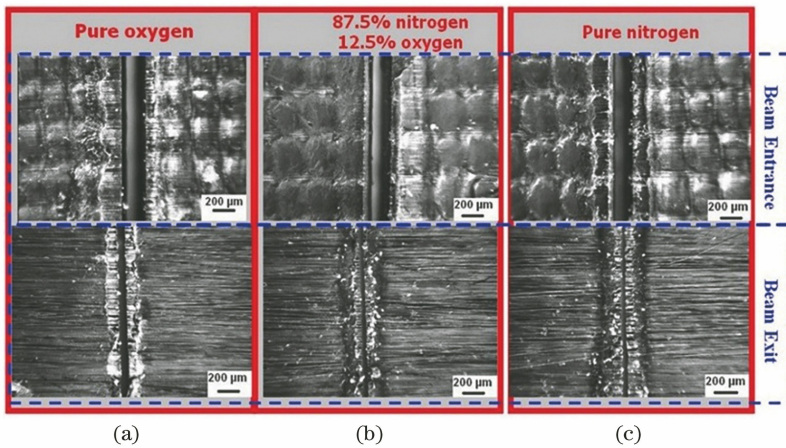 Pure oxygen
87.5% nitrogen
12.5% oxygen
Pure nitrogen
Beam Entrance
200 μm
200 μm
200 μm
Beam Exit
200 μm
200 μm
200 μm
(a)
(b)
(c)